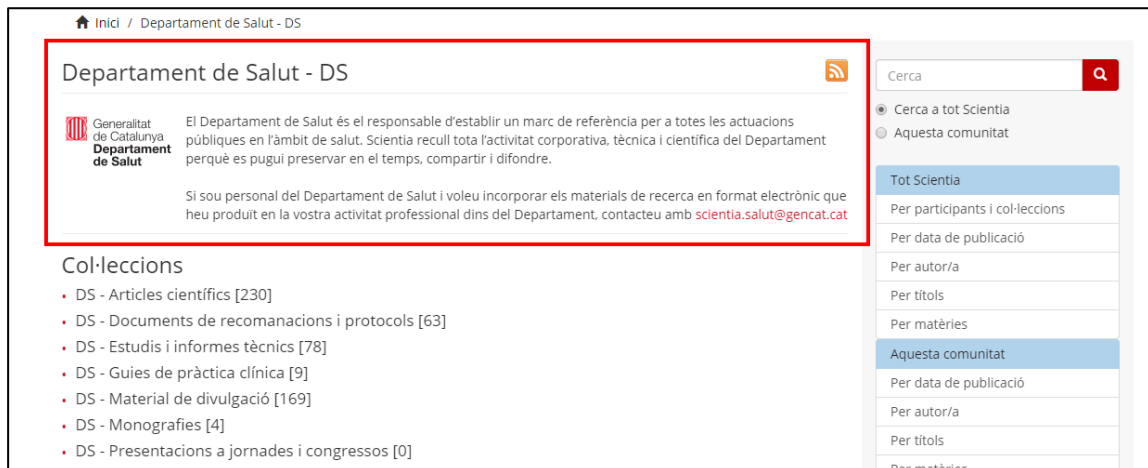 Inici / Departament de Salut - DS
Departament de Salut - DS
Generalitat
de Catalunya
Departament
de Salut
El Departament de Salut és el responsable d'establir un marc de referència per a totes les actuacions
públiques en l'àmbit de salut. Scientia recull tota l'activitat corporativa, tècnica i científica del Departament
perquè es pugui preservar en el temps, compartir i difondre.
Si sou personal del Departament de Salut i voleu incorporar els materials de recerca en format electrònic que
heu produït en la vostra activitat professional dins del Departament, contacteu amb scientia.salut@gencat.cat
Col·leccions
DS - Articles científics [230]
DS - Documents de recomanacions i protocols [63]
DS - Estudis i informes tècnics [78]
DS - Guies de pràctica clínica [9]
DS - Material de divulgació [169]
DS - Monografies [4]
DS - Presentacions a jornades i congressos [0]
Cerca
Cerca a tot Scientia
Aquesta comunitat
Tot Scientia
Per participants i col·leccions
Per data de publicació
Per autor/a
Per títols
Per matèries
Aquesta comunitat
Per data de publicació
Per autor/a
Per títols
Per matèries